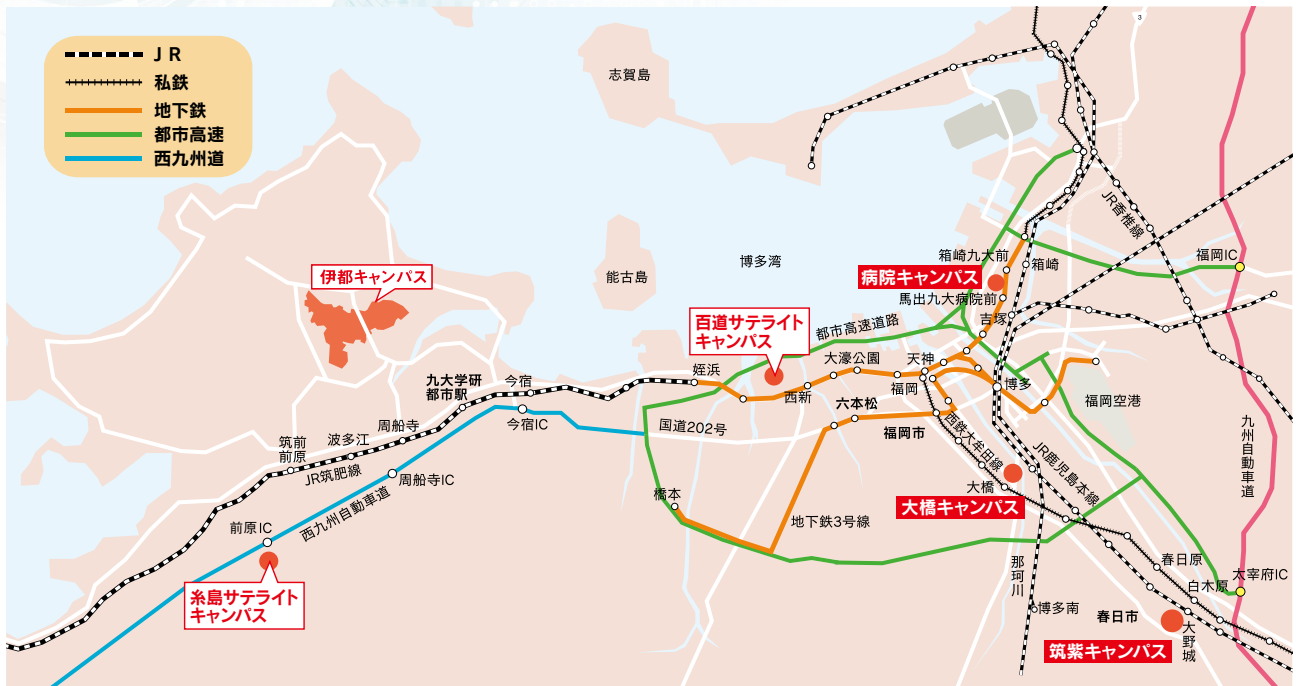 JR
私鉄
地下鉄
都市高速
西九州道
3
志賀島
能古島
博多湾
伊都キャンパス
百道サテライト
キャンパス
病院キャンパス
箱崎九大前
箱崎
馬出九大病院前
吉塚
JR香椎線
福岡IC
都市高速道路
大濠公園
天神
福岡
博多
福岡空港
姪浜
西新
六本松
福岡市
九大学研
都市駅
今宿
今宿IC
国道202号
筑前
前原
波多江
周船寺
JR筑肥線
周船寺IC
西九州自動車道
前原IC
糸島サテライト
キャンパス
橋本
地下鉄3号線
西鉄大牟田線
大橋
大橋キャンパス
JR鹿児島本線
九州自動車道
那珂川
博多南
春日原
白木原
太宰府IC
春日市
大野城
筑紫キャンパス